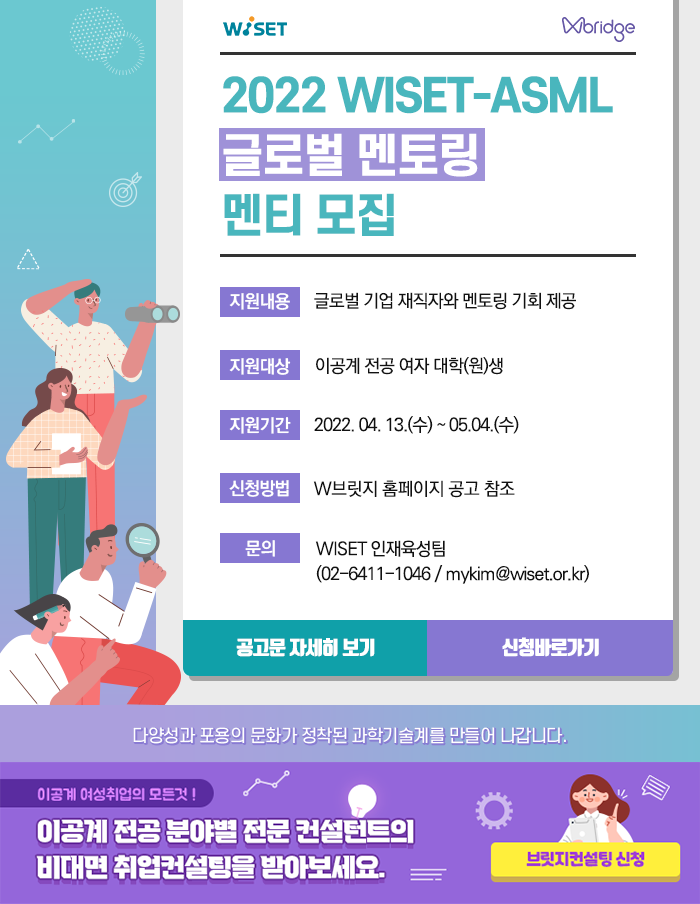 WISET
Wbridge
2022 WISET-ASML
글로벌 멘토링
멘티 모집
지원내용 글로벌 기업 재직자와 멘토링 기회 제공
지원대상 이공계 전공 여자 대학(원)생
지원기간 2022. 04. 13.(수) ~ 05.04.(수)
신청방법 W브릿지 홈페이지 공고 참조
문의 WISET 인재육성팀
(02-6411-1046 / mykim@wiset.or.kr)
공고문 자세히 보기 신청바로가기
다양성과 포용의 문화가 정착된 과학기술계를 만들어 나갑니다.
이공계 여성취업의 모든것 !
이공계 전공 분야별 전문 컨설턴트의
비대면 취업컨설팅을 받아보세요.
브릿지컨설팅 신청